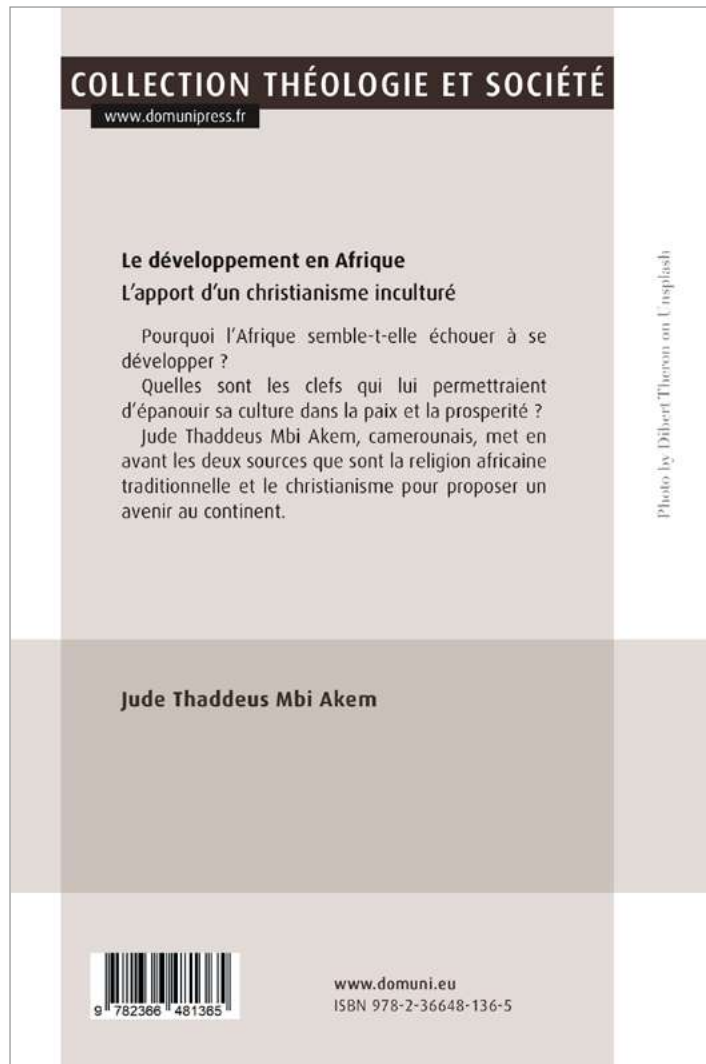 COLLECTION THÉOLOGIE ET SOCIÉTÉ
www.domunipress.fr
Le développement en Afrique
L'apport d'un christianisme inculturé
Pourquoi l'Afrique semble-t-elle échouer à se
développer ?
Quelles sont les clefs qui lui permettraient
d'épanouir sa culture dans la paix et la prosperité ?
Jude Thaddeus Mbi Akem, camerounais, met en
avant les deux sources que sont la religion africaine
traditionnelle et le christianisme pour proposer un
avenir au continent.
Photo by Dibert Theron on Unsplash
Jude Thaddeus Mbi Akem
9 782366 481365
www.domuni.eu
ISBN 978-2-36648-136-5